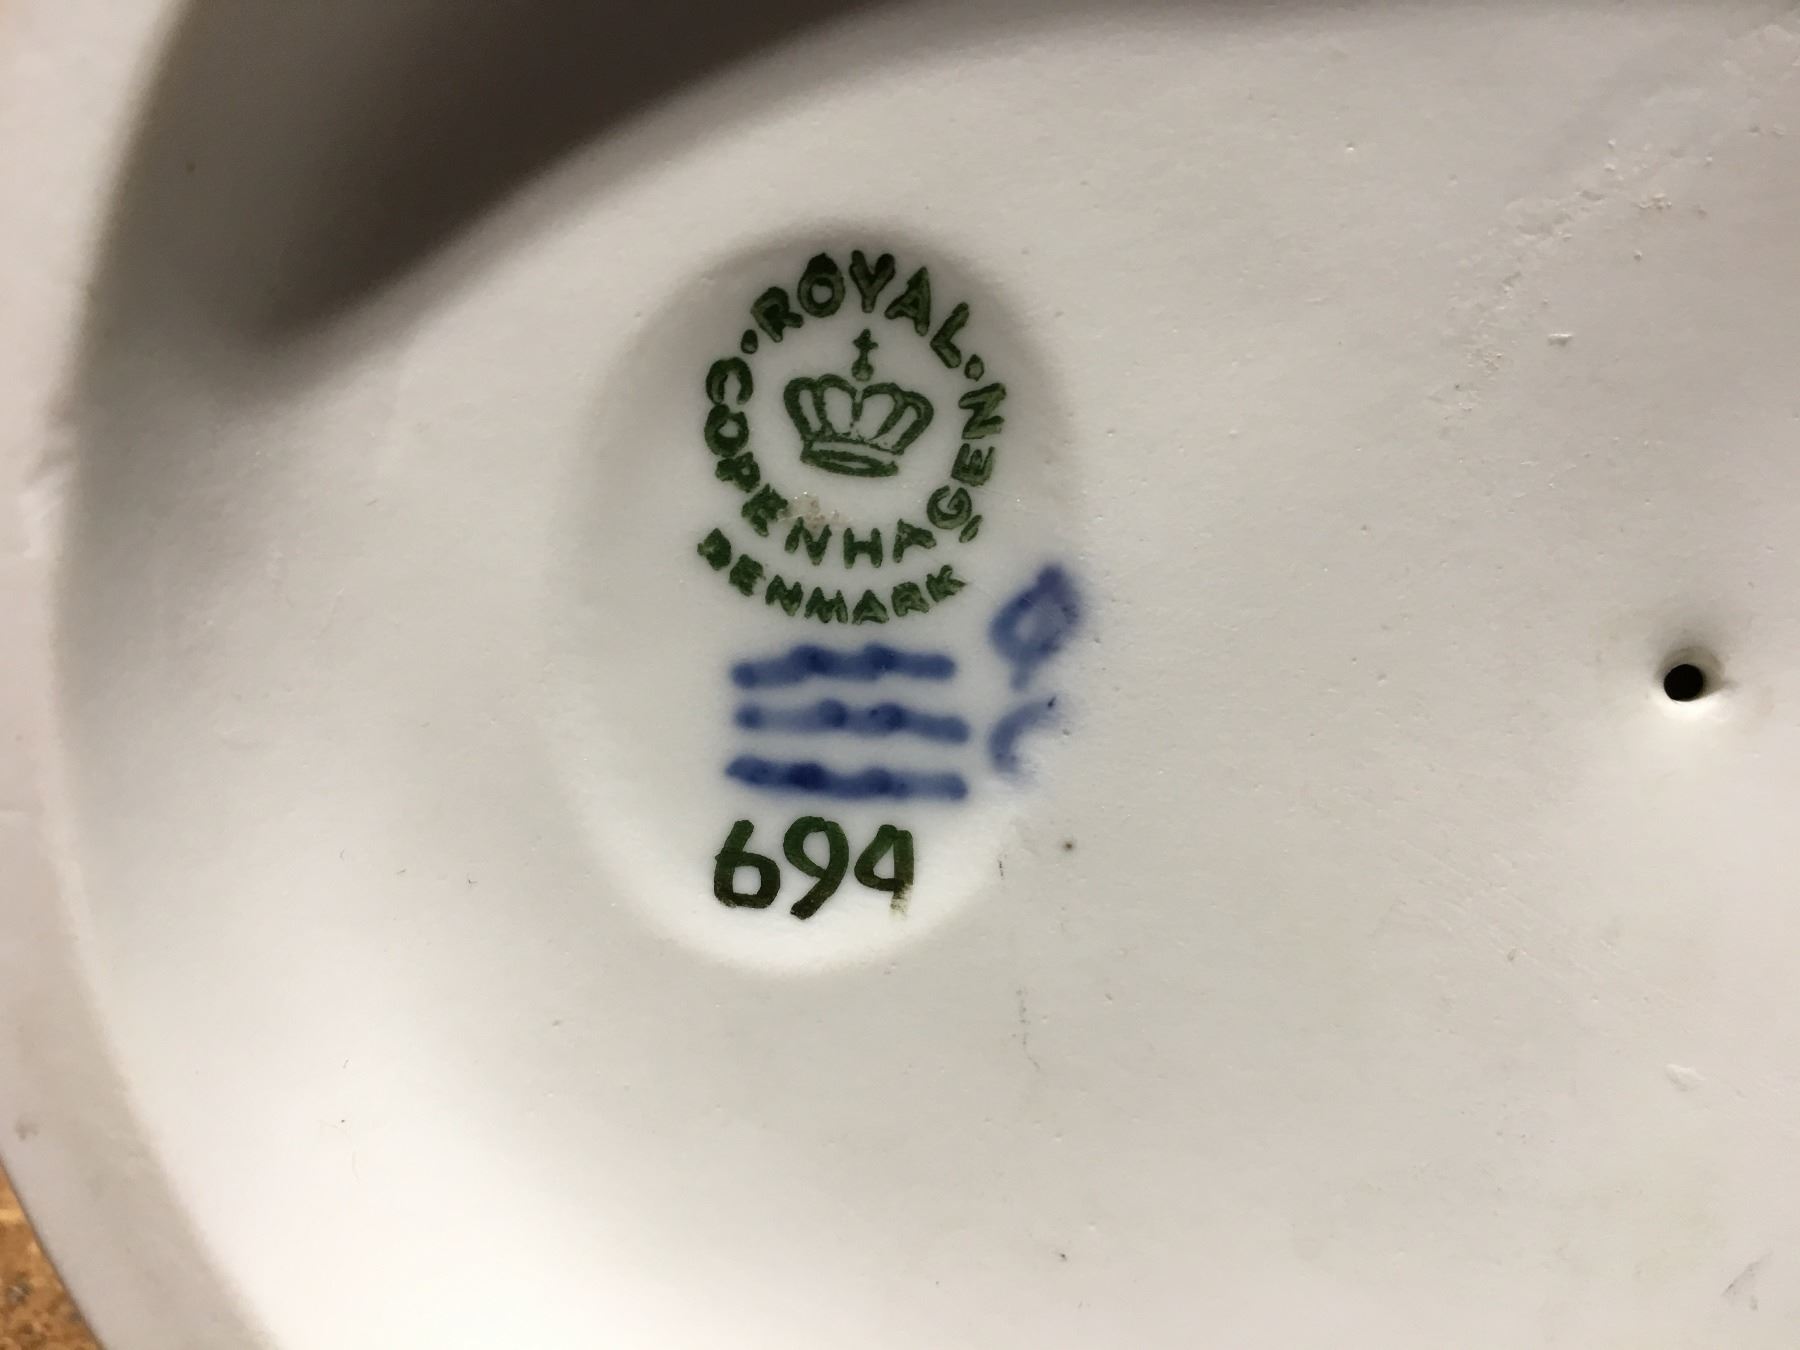 ROYAL
COPENHAGEN
DENMARK
694